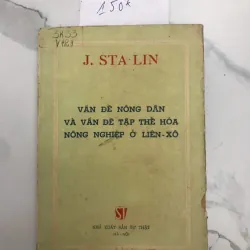 150k
J. STA-LIN
VẤN ĐỀ NÔNG DÂN
VÀ VẤN ĐỀ TẬP THỂ HÓA
NÔNG NGHIỆP Ở LIÊN-XÔ
ST
NHÀ XUẤT BẢN SỰ THẬT